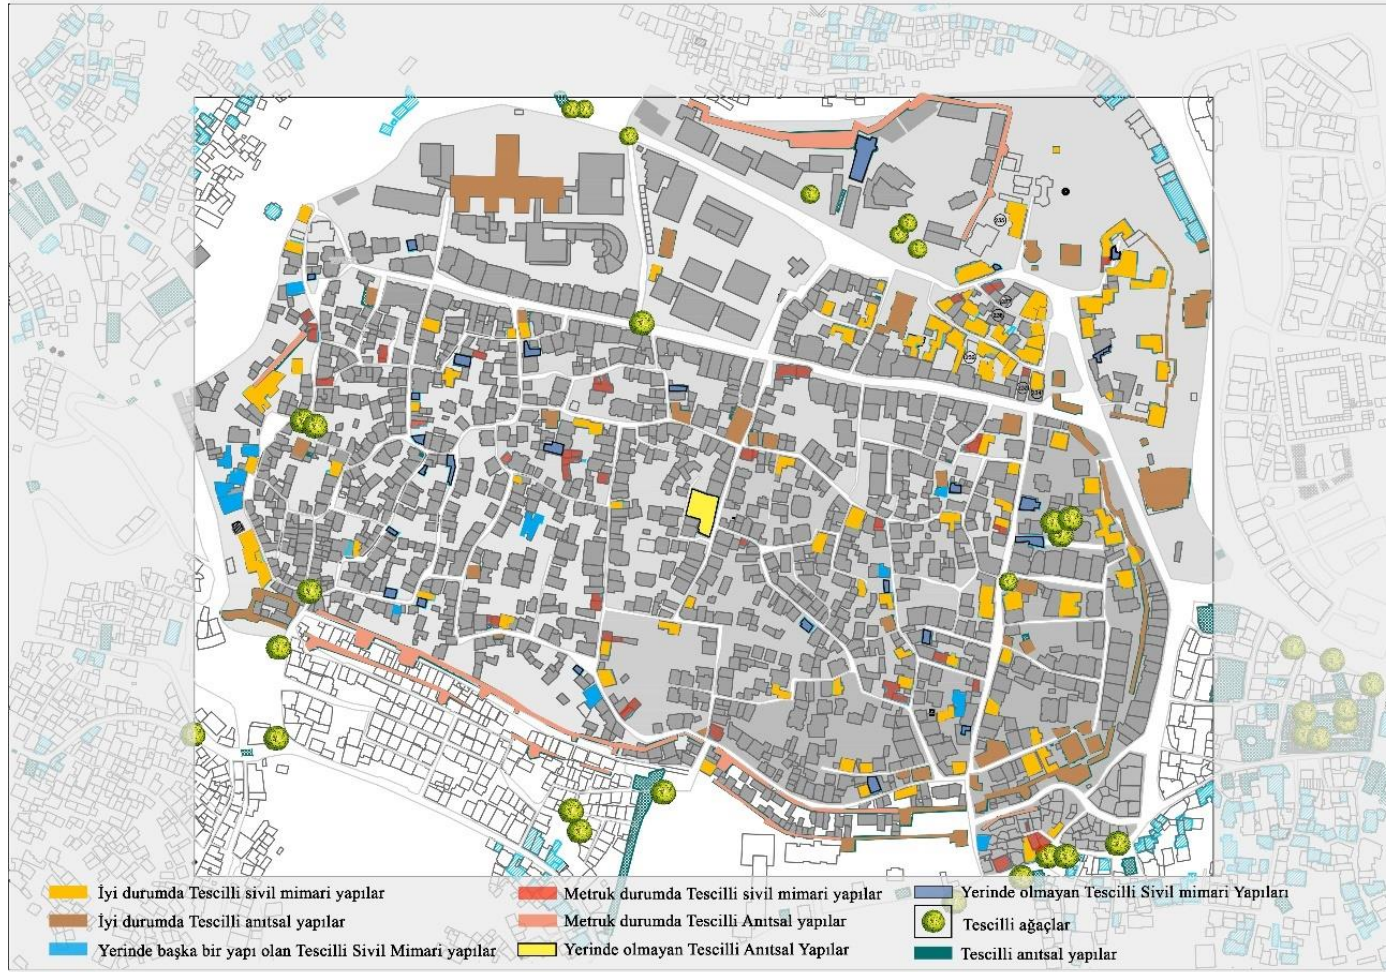 İyi durumda Tescilli sivil mimari yapılar
İyi durumda Tescilli anıtsal yapılar
Yerinde başka bir yapı olan Tescilli Sivil Mimari yapılar
Metruk durumda Tescilli sivil mimari yapılar
Metruk durumda Tescilli Anıtsal yapılar
Yerinde olmayan Tescilli Anıtsal Yapılar
Yerinde olmayan Tescilli Sivil mimari Yapıları
Tescilli ağaçlar
Tescilli anıtsal yapılar